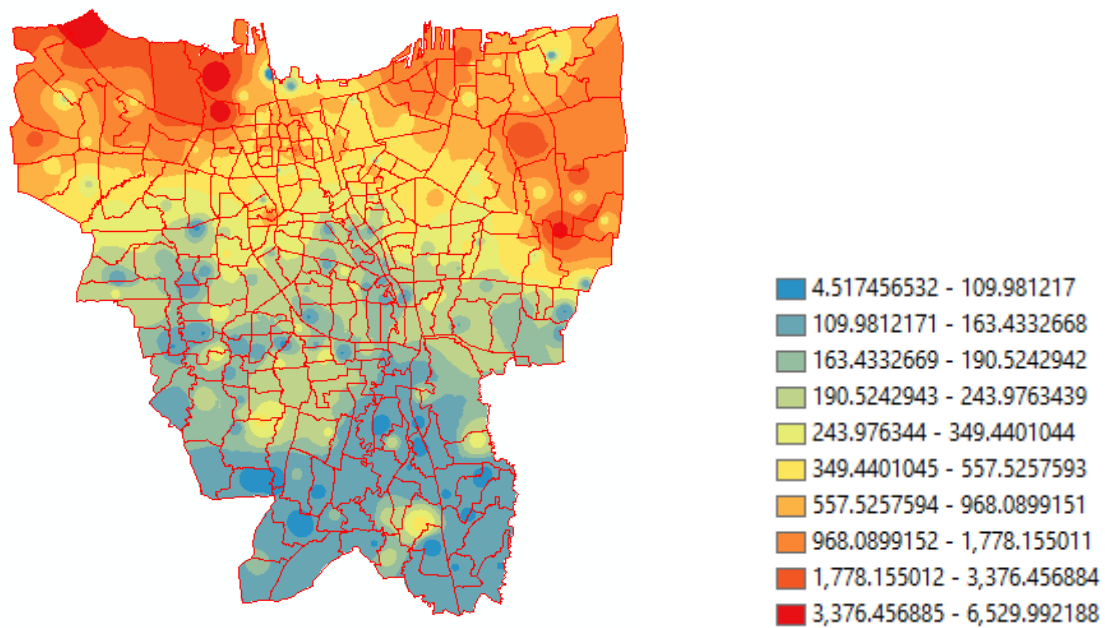 4.517456532 - 109.981217
109.9812171 - 163.4332668
163.4332669 - 190.5242942
190.5242943 - 243.9763439
243.976344 - 349.4401044
349.4401045 - 557.5257593
557.5257594 - 968.0899151
968.0899152 - 1,778.155011
1,778.155012 - 3,376.456884
3,376.456885 - 6,529.992188